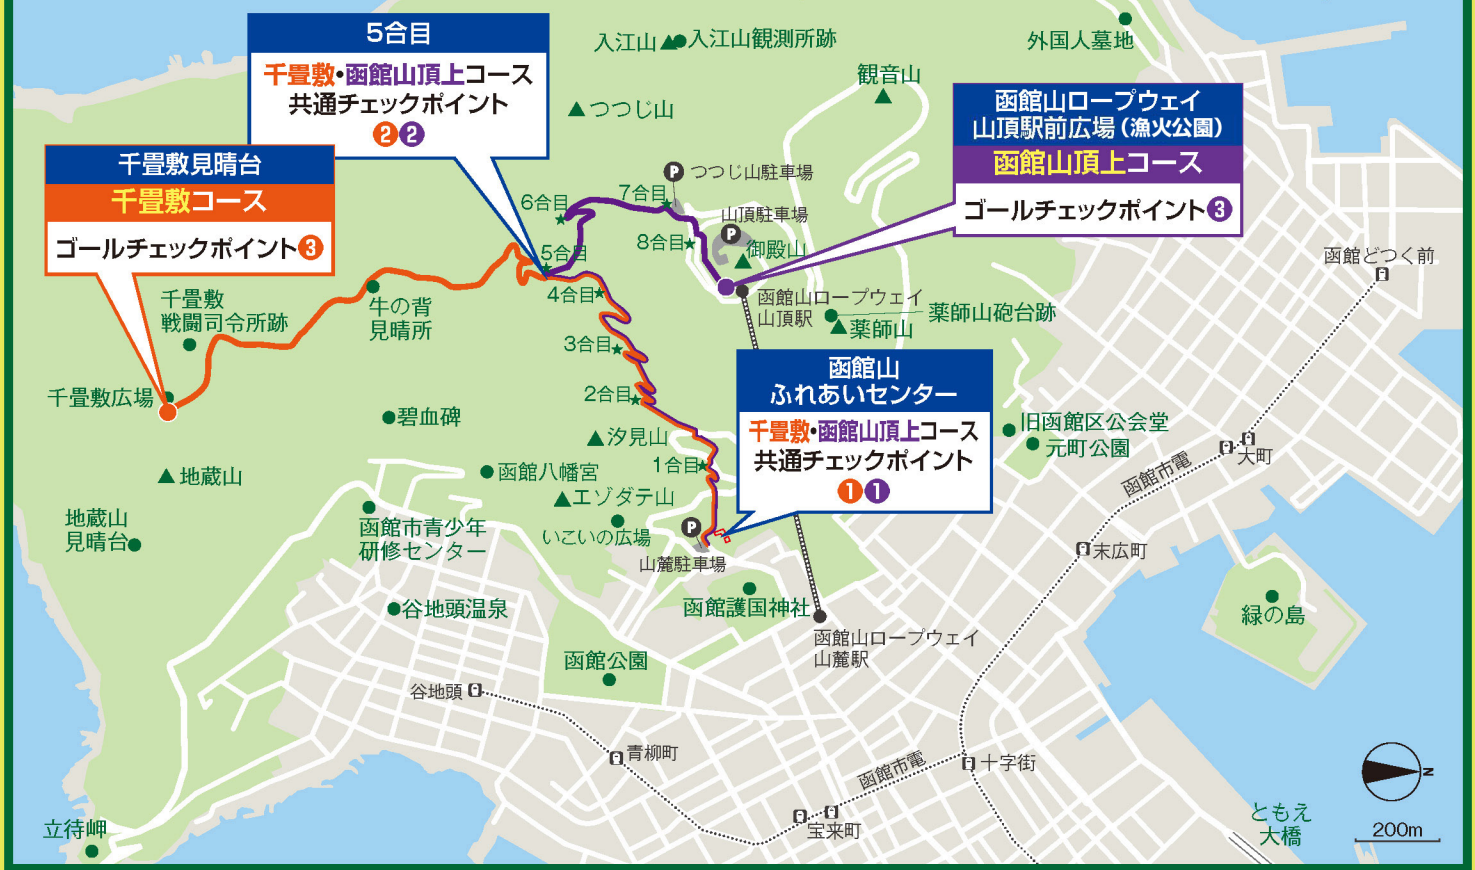 5合目
千畳敷・函館山頂上コース
共通チェックポイント
2 2
千畳敷見晴台
千畳敷コース
ゴールチェックポイント3
函館山ロープウェイ
山頂駅前広場(漁火公園)
函館山頂上コース
ゴールチェックポイント3
函館山
ふれあいセンター
千畳敷・函館山頂上コース
共通チェックポイント
1 1
入江山
入江山観測所跡
外国人墓地
観音山
つつじ山
P つつじ山駐車場
7合目
6合目
山頂駐車場
P
8合目
御殿山
5合目
4合目
函館どつく前
千畳敷
戦闘司令所跡
牛の背
見晴所
函館山ロープウェイ
山頂駅
薬師山砲台跡
薬師山
3合目
2合目
千畳敷広場
碧血碑
汐見山
旧函館区公会堂
元町公園
大町
函館市電
1合目
地蔵山
函館八幡宮
エゾダテ山
地蔵山
見晴台
函館市青少年
研修センター
いこいの広場
P
山麓駐車場
末広町
谷地頭温泉
函館護国神社
緑の島
函館山ロープウェイ
山麓駅
函館公園
谷地頭
青柳町
函館市電
十字街
宝来町
立待岬
ともえ
大橋
N
200m